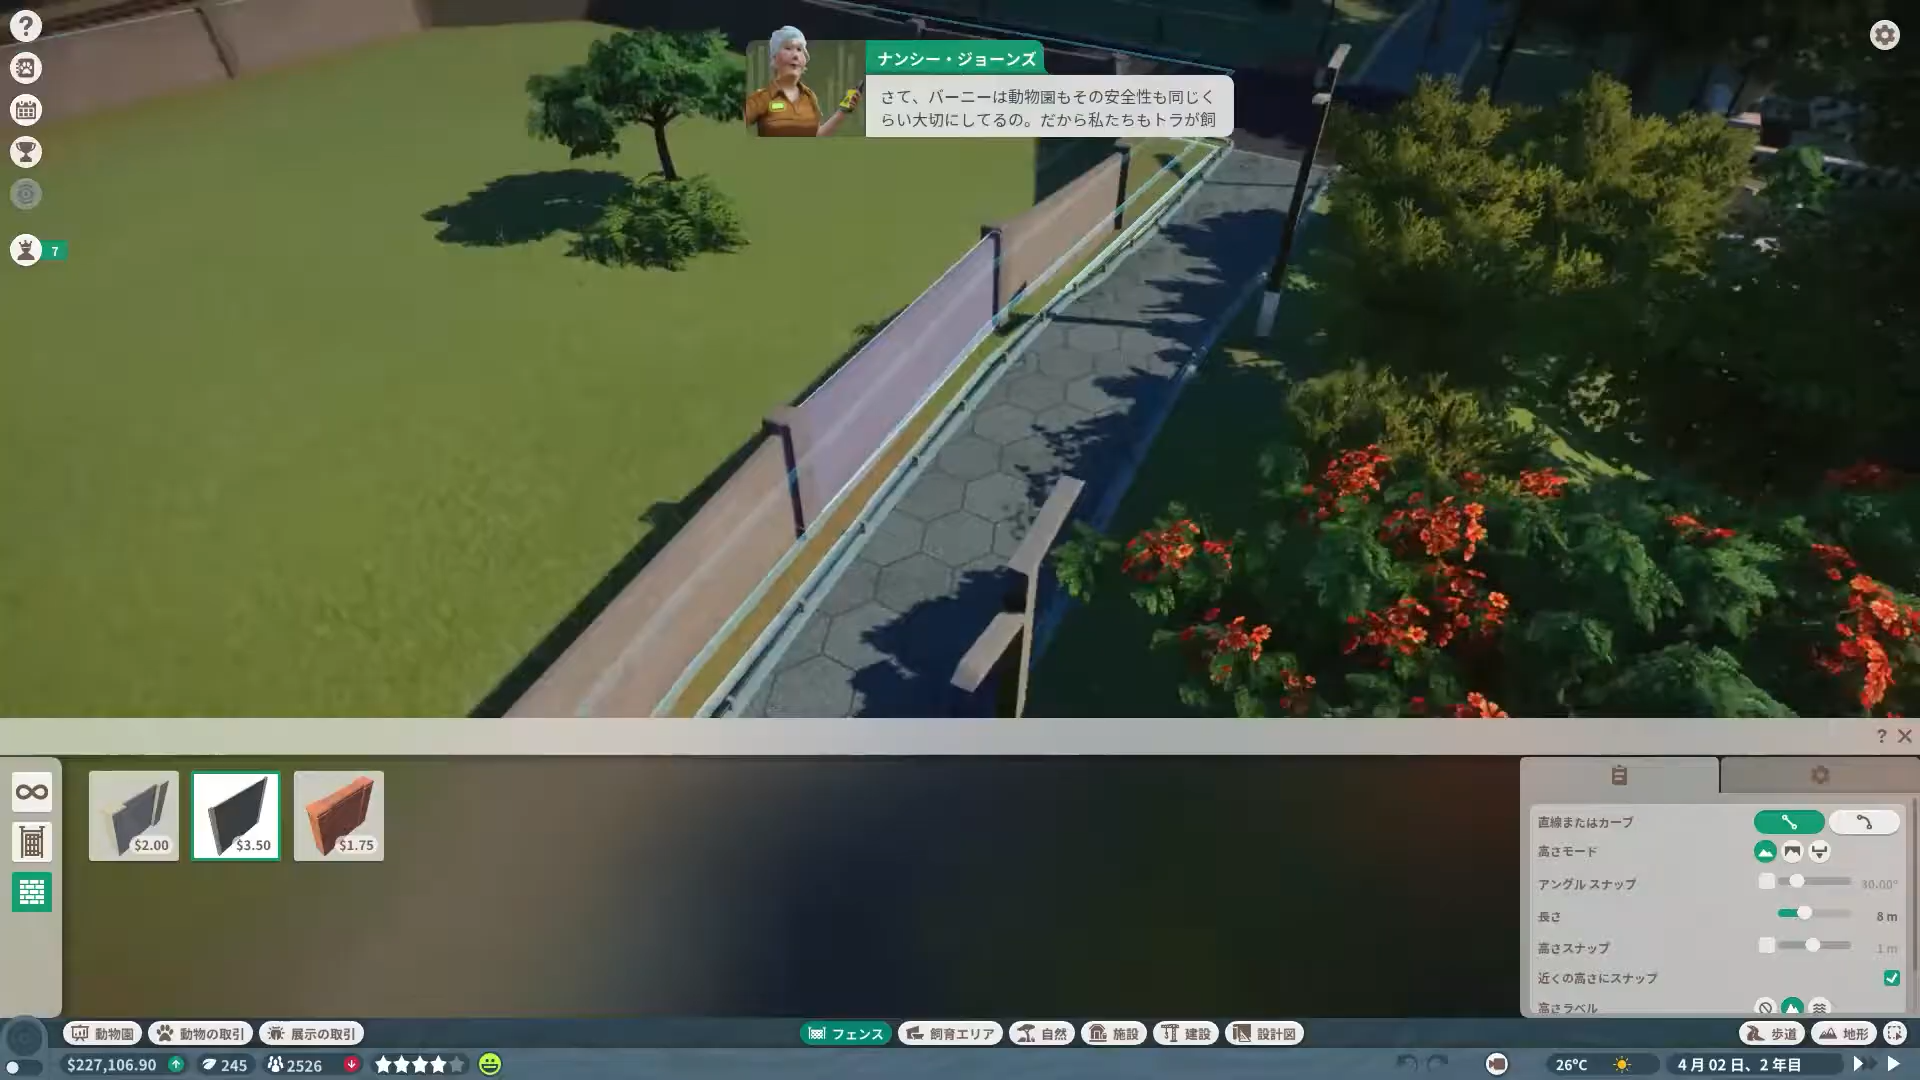 ?
ナンシー・ジョーンズ
さて、バーニーは動物園もその安全性も同じく
らい大切にしてるの。だから私たちもトラが飼
7
? ×
$2.00
$3.50
$1.75
直線またはカーブ
高さモード
アングル スナップ
30.00°
長さ
8 m
高さスナップ
1 m
近くの高さにスナップ
高さラベル
動物園
動物の取引
展示の取引
フェンス
飼育エリア
自然
施設
建設
設計図
歩道
地形
$227,106.90
245
2526
26°C
4 月 02 日、2 年目